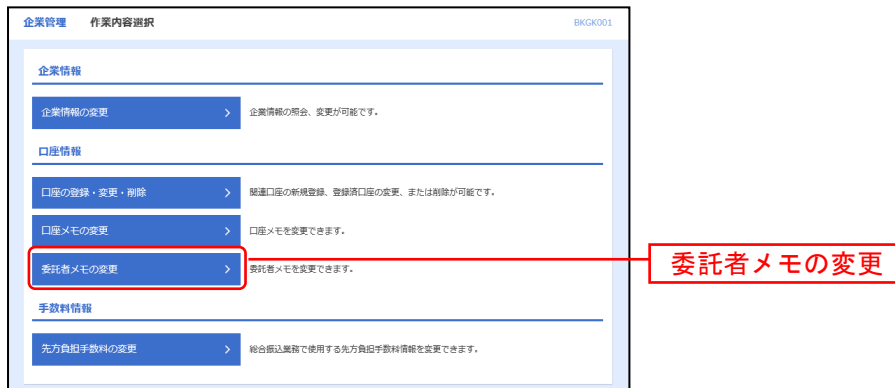 企業管理 作業内容選択 BKGK001
企業情報
企業情報の変更 企業情報の照会、変更が可能です。
口座情報
口座の登録・変更・削除 関連口座の新規登録、登録済口座の変更、または削除が可能です。
口座メモの変更 口座メモを変更できます。
委託者メモの変更 委託者メモを変更できます。
委託者メモの変更
手数料情報
先方負担手数料の変更 総合振込業務で使用する先方負担手数料情報を変更できます。